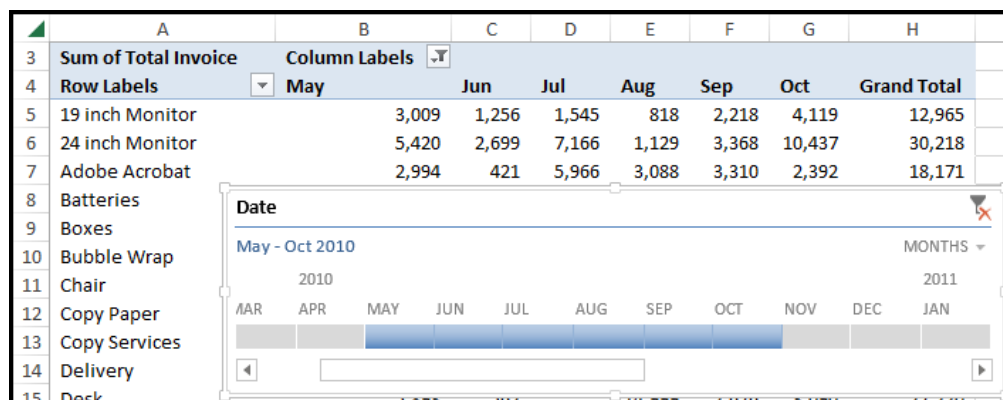 A B C D E F G H
3 Sum of Total Invoice Column Labels
4 Row Labels May Jun Jul Aug Sep Oct Grand Total
5 19 inch Monitor 3,009 1,256 1,545 818 2,218 4,119 12,965
6 24 inch Monitor 5,420 2,699 7,166 1,129 3,368 10,437 30,218
7 Adobe Acrobat 2,994 421 5,966 3,088 3,310 2,392 18,171
8 Batteries
Date
9 Boxes
May - Oct 2010 MONTHS
10 Bubble Wrap
11 Chair
2010 2011
12 Copy Paper
APR MAY JUN JUL AUG SEP OCT NOV DEC JAN
13 Copy Services
14 Delivery
15 Desk